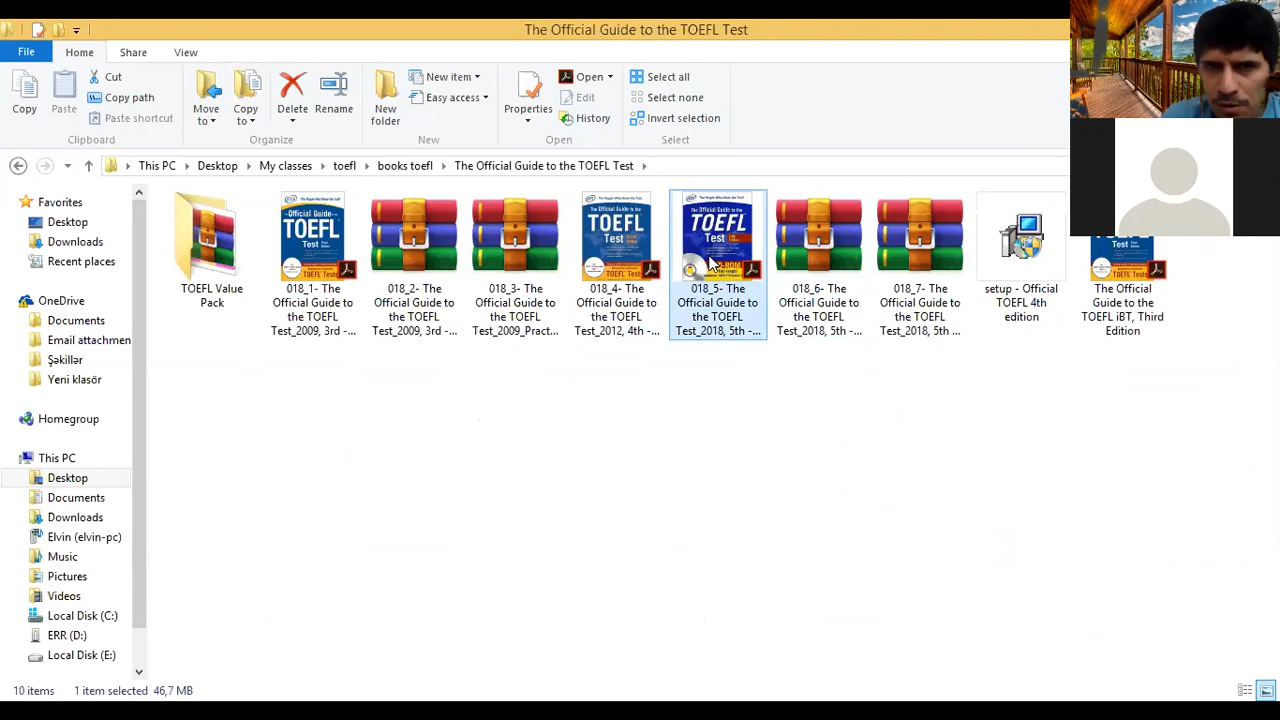 The Official Guide to the TOEFL Test
File
Home
Share
View
Copy
Paste
Cut
Copy path
Paste shortcut
Clipboard
Move to
Copy to
Delete
Rename
Organize
New folder
New item
Easy access
New
Properties
Open
Edit
History
Open
Select all
Select none
Invert selection
Select
This PC
Desktop
My classes
toefl
books toefl
The Official Guide to the TOEFL Test
Favorites
Desktop
Downloads
Recent places
OneDrive
Documents
Email attachmen
Şəkillər
Yeni klasör
Homegroup
This PC
Desktop
Documents
Downloads
Elvin (elvin-pc)
Music
Pictures
Videos
Local Disk (C:)
ERR (D:)
Local Disk (E:)
TOEFL Value
Pack
TOEFL
Test
018_1- The
Official Guide to
the TOEFL
Test_2009, 3rd -...
018_2- The
Official Guide to
the TOEFL
Test_2009, 3rd -...
018_3- The
Official Guide to
the TOEFL
Test_2009_Pract...
TOEFL
Test
018_4- The
Official Guide to
the TOEFL
Test_2012, 4th -...
TOEFL
Test
018_5- The
Official Guide to
the TOEFL
Test_2018, 5th -...
018_6- The
Official Guide to
the TOEFL
Test_2018, 5th -...
018_7- The
Official Guide to
the TOEFL
Test_2018, 5th ...
setup - Official
TOEFL 4th
edition
The Official
Guide to the
TOEFL iBT, Third
Edition
10 items
1 item selected 46,7 MB